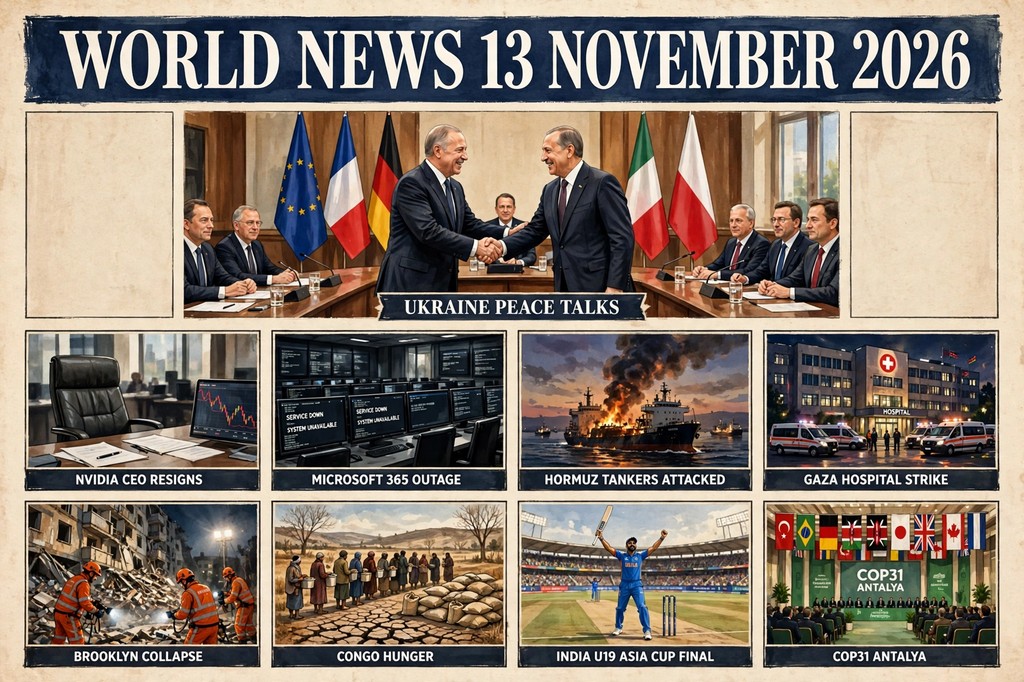 WORLD NEWS 13 NOVEMBER 2026
UKRAINE PEACE TALKS
SERVICE DOWN
SYSTEM UNAVAILABLE
SERVICE DOWN
SYSTEM UNAVAILABLE
HOSPITAL
NVIDIA CEO RESIGNS
MICROSOFT 365 OUTAGE
HORMUZ TANKERS ATTACKED
GAZA HOSPITAL STRIKE
COP31
ANTALYA
BROOKLYN COLLAPSE
CONGO HUNGER
INDIA U19 ASIA CUP FINAL
COP31 ANTALYA